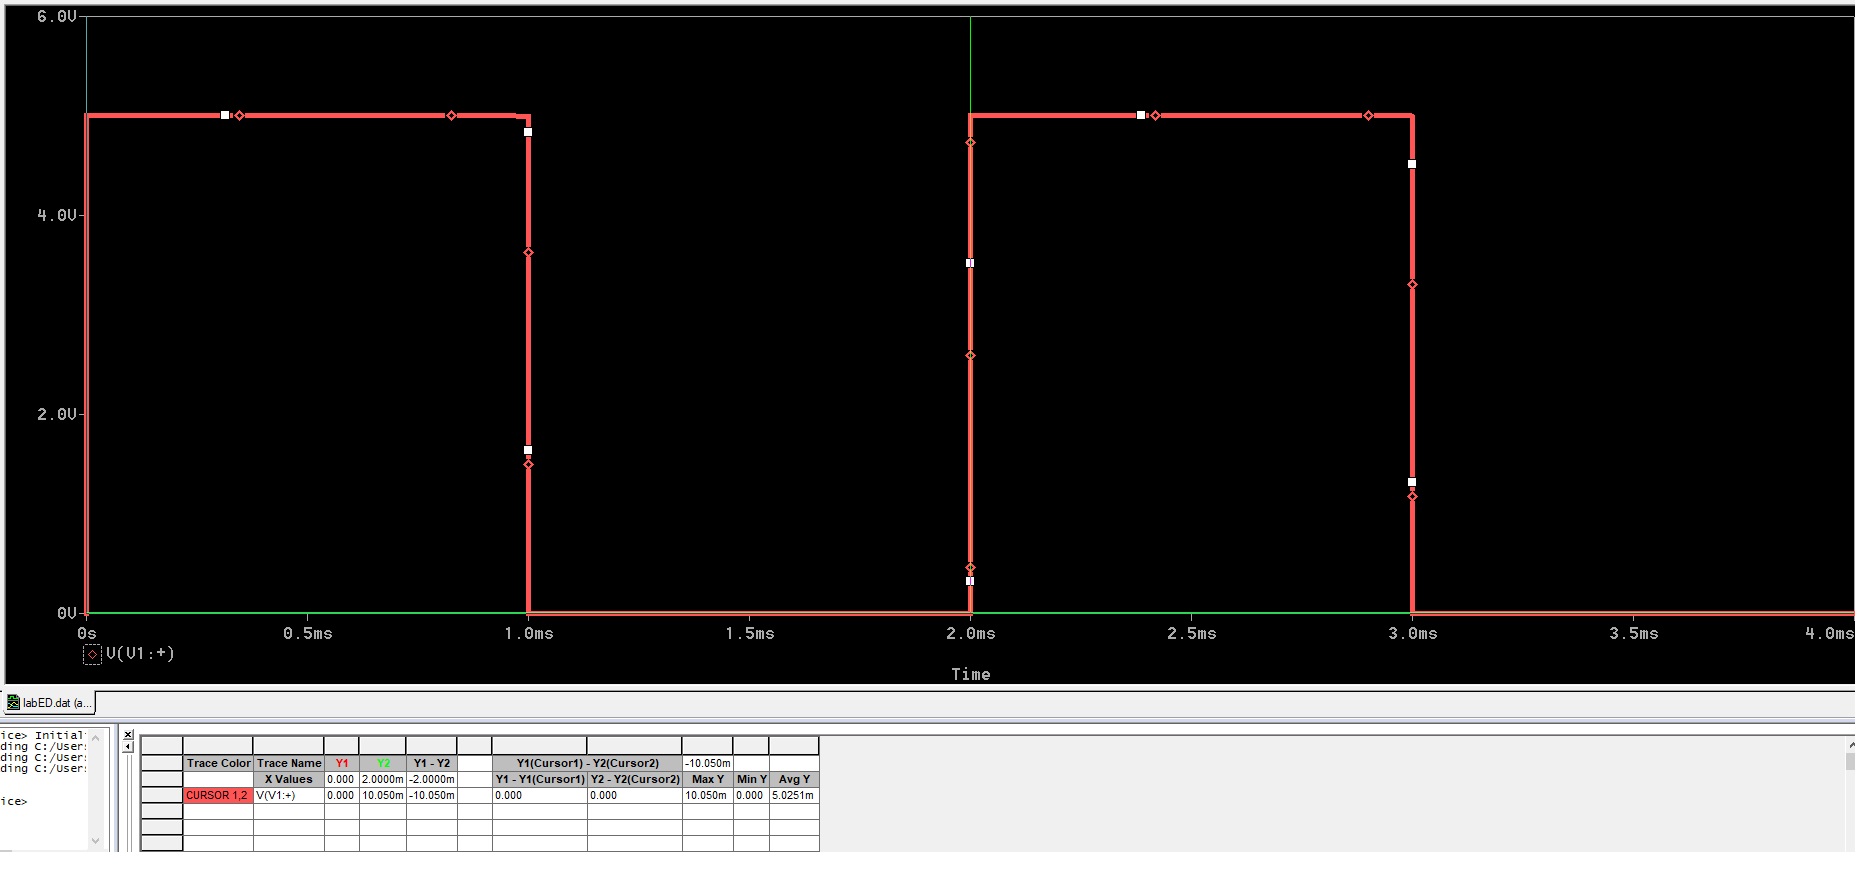 6.0V
4.0V
2.0V
0V
0s 0.5ms 1.0ms 1.5ms 2.0ms 2.5ms 3.0ms 3.5ms 4.0ms
V(V1:+)
Time
labED.dat (a...
ice> Initial
ding C:/User
ding C:/User
ding C:/User
ice>
Trace Color Trace Name Y1 Y2 Y1 - Y2 Y1(Cursor1) - Y2(Cursor2) -10.050m
X Values 0.000 2.0000m -2.0000m Y1 - Y1(Cursor1) Y2 - Y2(Cursor2) Max Y Min Y Avg Y
CURSOR 1,2 V(V1:+) 0.000 10.050m -10.050m 0.000 0.000 10.050m 0.000 5.0251m